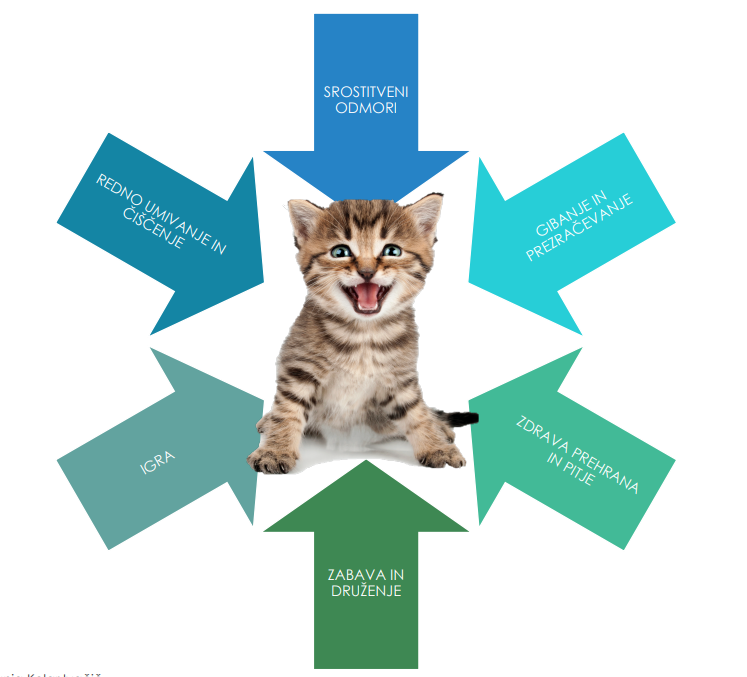 SROSTITVENI
ODMORI
GIBANJE IN
PREZRAČEVANJE
ZDRAVA PREHRANA
IN PITJE
ZABAVA IN
DRUŽENJE
IGRA
REDNO UMIVANJE IN
ČIŠČENJE